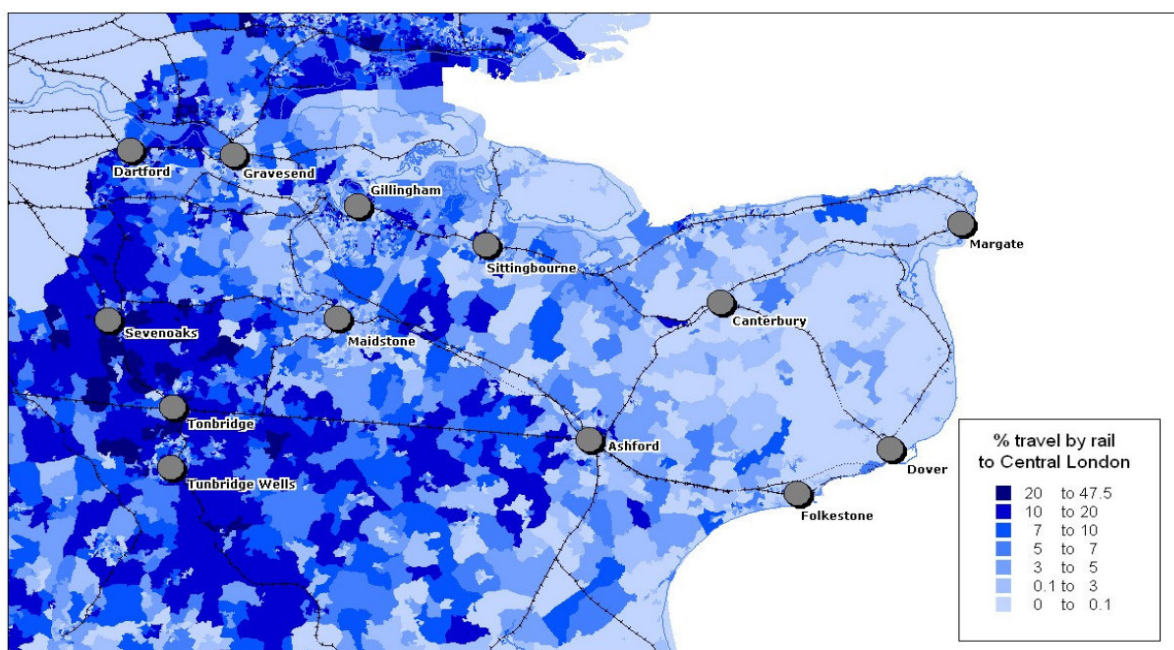 Dartford
Gravesend
Gillingham
Sittingbourne
Margate
Sevenoaks
Maidstone
Canterbury
Tonbridge
Ashford
Dover
Tunbridge Wells
Folkestone
% travel by rail
to Central London
20 to 47.5
10 to 20
7 to 10
5 to 7
3 to 5
0.1 to 3
0 to 0.1